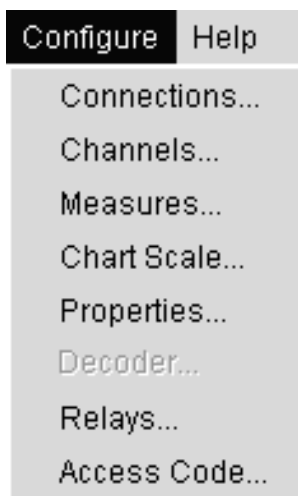 Configure Help
Connections...
Channels...
Measures...
Chart Scale...
Properties...
Decoder...
Relays...
Access Code...